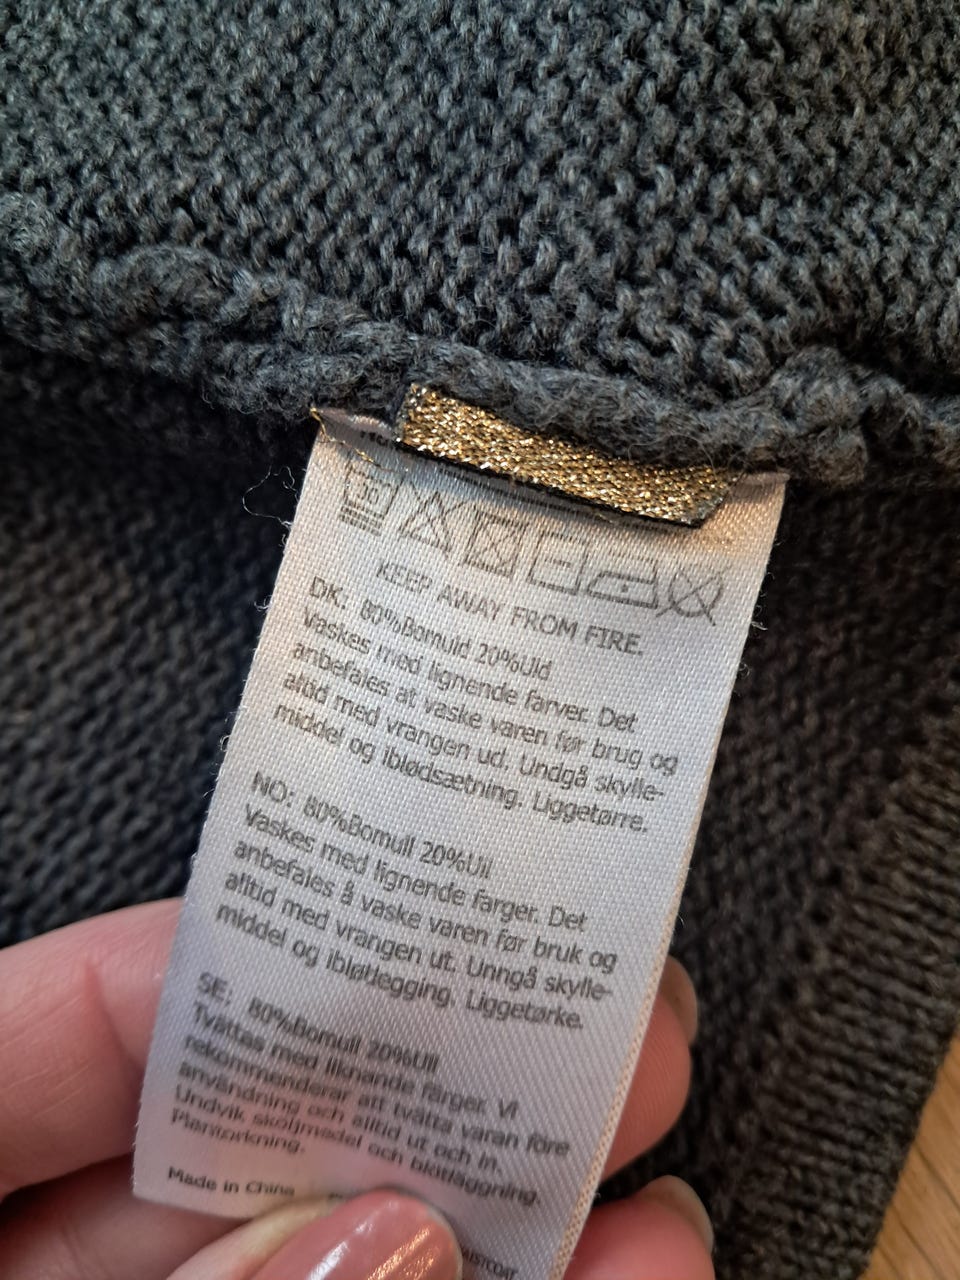 30
KEEP AWAY FROM FIRE.
DK: 80%Bomuld 20%Uld
Vaskes med lignende farver. Det
anbefales at vaske varen før brug og
altid med vrangen ud. Undgå skylle-
middel og iblødsætning. Liggetørre.
NO: 80%Bomull 20%Ull
Vaskes med lignende farger. Det
anbefales å vaske varen før bruk og
alltid med vrangen ut. Unngå skylle-
middel og ibløtlegging. Liggetørke.
SE: 80%Bomull 20%Ull
Tvättas med liknande färger. Vi
rekommenderar att tvätta varan före
användning och alltid ut och in.
Undvik sköljmedel och blötläggning.
Plantorkning.
Made in China